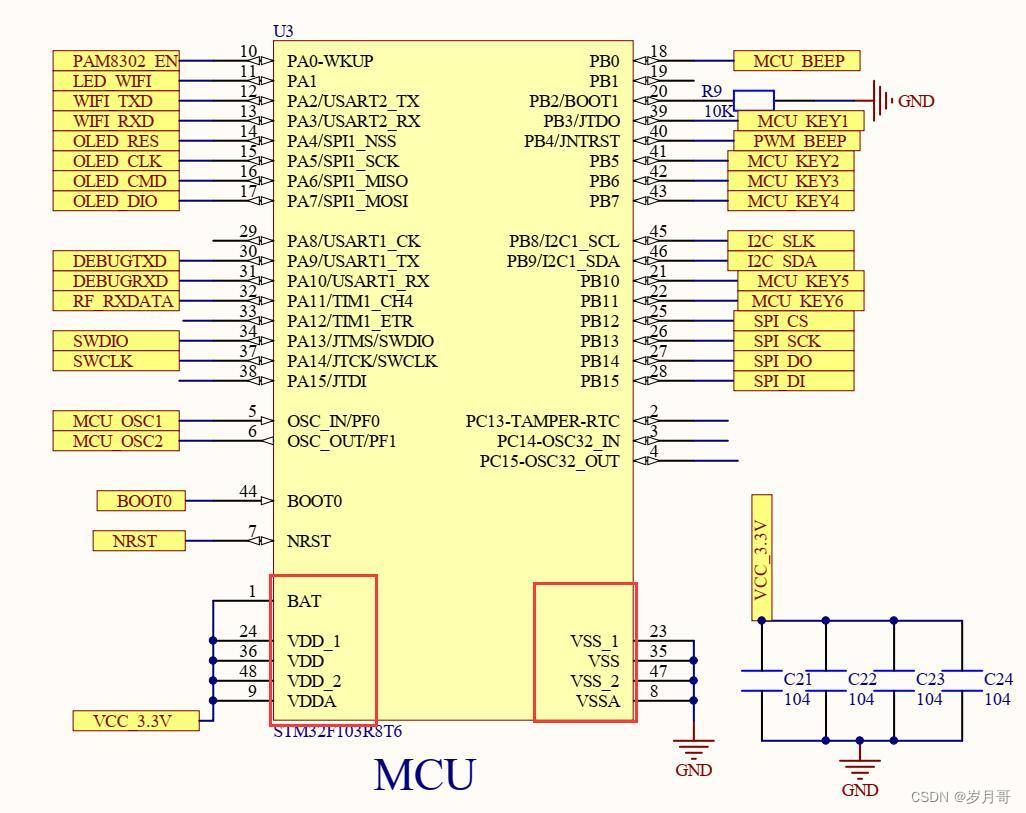 U3
PAM8302_EN 10 PA0-WKUP PB0 18 MCU_BEEP
LED_WIFI 11 PA1 PB1 19
WIFI_TXD 12 PA2/USART2_TX PB2/BOOT1 20 R9 GND
WIFI_RXD 13 PA3/USART2_RX PB3/JTDO 39 10K MCU_KEY1
OLED_RES 14 PA4/SPI1_NSS PB4/JNTRST 40 PWM_BEEP
OLED_CLK 15 PA5/SPI1_SCK PB5 41 MCU_KEY2
OLED_CMD 16 PA6/SPI1_MISO PB6 42 MCU_KEY3
OLED_DIO 17 PA7/SPI1_MOSI PB7 43 MCU_KEY4
29 PA8/USART1_CK PB8/I2C1_SCL 45 I2C_SLK
DEBUGTXD 30 PA9/USART1_TX PB9/I2C1_SDA 46 I2C_SDA
DEBUGRXD 31 PA10/USART1_RX PB10 21 MCU_KEY5
RF_RXDATA 32 PA11/TIM1_CH4 PB11 22 MCU_KEY6
33 PA12/TIM1_ETR PB12 25 SPI_CS
SWDIO 34 PA13/JTMS/SWDIO PB13 26 SPI_SCK
SWCLK 37 PA14/JTCK/SWCLK PB14 27 SPI_DO
38 PA15/JTDI PB15 28 SPI_DI
MCU_OSC1 5 OSC_IN/PF0 PC13-TAMPER-RTC 2
MCU_OSC2 6 OSC_OUT/PF1 PC14-OSC32_IN 3
PC15-OSC32_OUT 4
BOOT0 44 BOOT0
NRST 7 NRST
1 BAT
24 VDD_1 VSS_1 23
36 VDD VSS 35
48 VDD_2 VSS_2 47
9 VDDA VSSA 8
VCC_3.3V
GND
STM32F103R8T6
MCU
VCC_3.3V
C21 C22 C23 C24
104 104 104 104
GND
CSDN @岁月哥